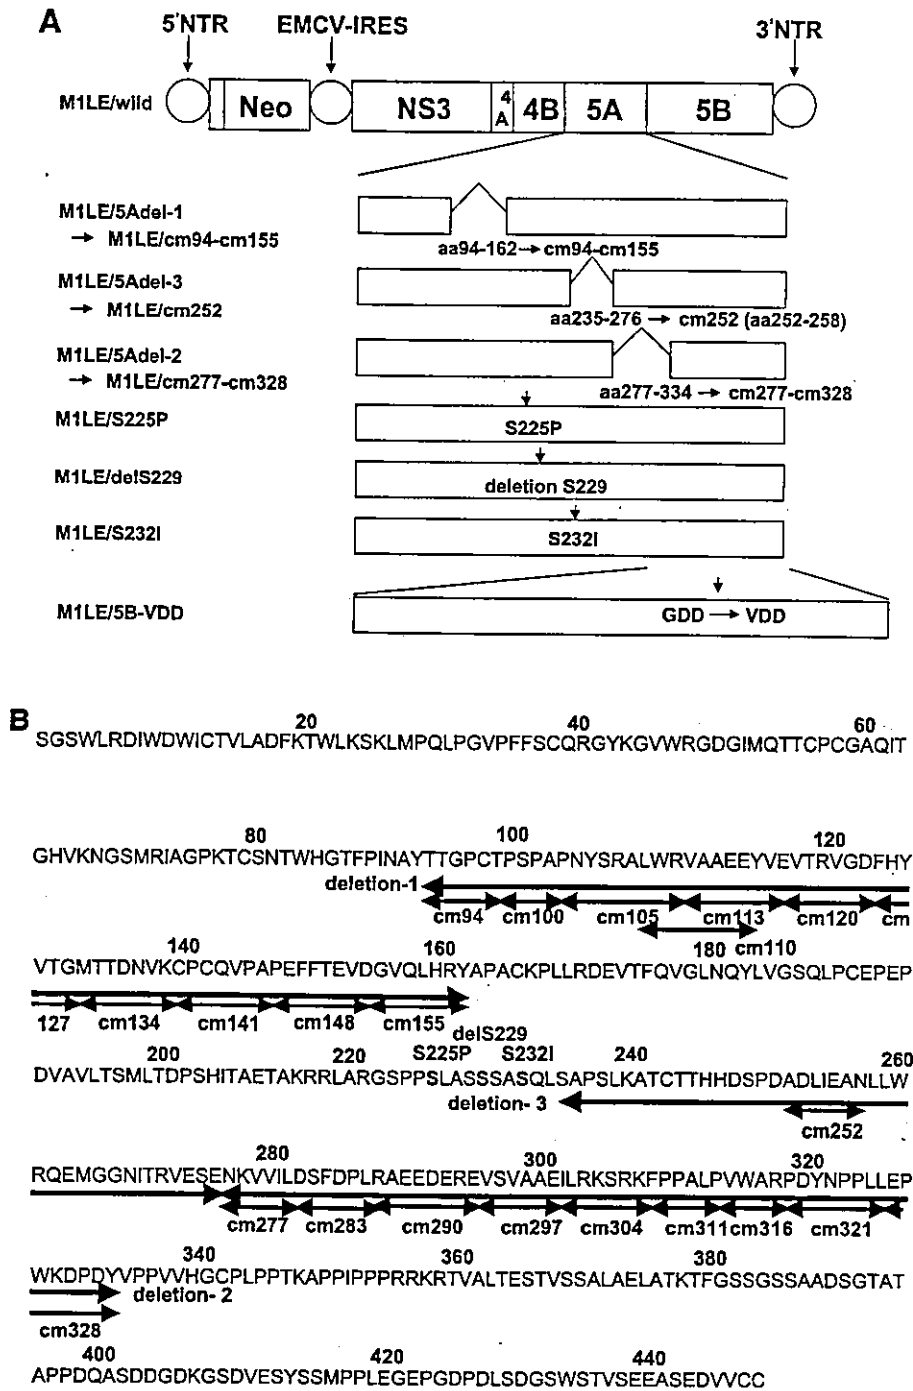 A
5'NTR EMCV-IRES 3'NTR
M1LE/wild Neo NS3 4A 4B 5A 5B
M1LE/5Adel-1
→ M1LE/cm94-cm155
aa94-162→cm94-cm155
M1LE/5Adel-3
→ M1LE/cm252
aa235-276 → cm252 (aa252-258)
M1LE/5Adel-2
→ M1LE/cm277-cm328
aa277-334 → cm277-cm328
M1LE/S225P S225P
M1LE/delS229 deletion S229
M1LE/S232I S232I
M1LE/5B-VDD GDD → VDD
B
20 40 60
SGSWLRDIWDWICTVLADFKTWLKSKLMPQLPGVPFFSCQRGYKGVWRGDGIMQTTCPCGAQIT
80 100 120
GHVKNGSMRIAGPKTCSNTWHGTFPINAYTTGPCTPSPAPNYSRALWRVAAEEYVEVTRVGDFHY
deletion-1
cm94 cm100 cm105 cm113 cm120 cm
140 160 180 cm110
VTGMTTDNVKCPCQVPAPEFFTEVDGVQLHRYAPACKPLLRDEVTFQVGLNQYLVGSQLPCEPEP
127 cm134 cm141 cm148 cm155
delS229
200 220 S225P S232I 240 260
DVAVLTSMLTDPSHITAETAKRRLARGSPPSLASSSASQLSAPSLKATCTTHHDSPDADLIEANLLW
deletion- 3
cm252
280 300 320
RQEMGGNITRVESENKVVILDSFDPLRAEEDEREVSVAAEILRKSRKFPPALPVWARPDYNPPLLEP
cm277 cm283 cm290 cm297 cm304 cm311 cm316 cm321
340 360 380
WKDPDYVPPVVHGCPLPPTKAPPIPPPRRKRTVALTESTVSSALAELATKTFGSSGSSAADSGTAT
deletion- 2
cm328
400 420 440
APPDQASDDGDKGSDVESYSSMPPLEGEPGDPDLSDGSWSTVSEEASEDVVCC